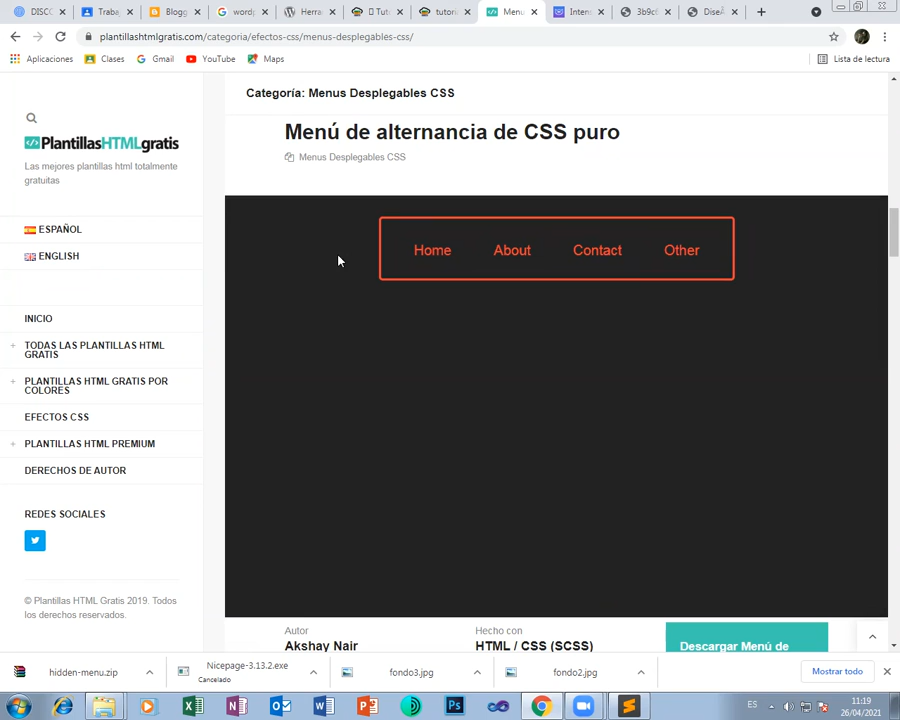 DISC
Traba
Blogg
wordp
Herra
Tut
tutori
Menu
Inten
3b9c
Dise
plantillashtmlgratis.com/categoria/efectos-css/menus-desplegables-css/
Aplicaciones
Clases
Gmail
YouTube
Maps
Lista de lectura
PlantillasHTMLgratis
Las mejores plantillas html totalmente
gratuitas
ESPAÑOL
ENGLISH
INICIO
TODAS LAS PLANTILLAS HTML
GRATIS
PLANTILLAS HTML GRATIS POR
COLORES
EFECTOS CSS
PLANTILLAS HTML PREMIUM
DERECHOS DE AUTOR
REDES SOCIALES
© Plantillas HTML Gratis 2019. Todos
los derechos reservados.
Categoría: Menus Desplegables CSS
Menú de alternancia de CSS puro
Menus Desplegables CSS
Home About Contact Other
Autor
Akshay Nair
Hecho con
HTML / CSS (SCSS)
Descargar Menú de
hidden-menu.zip
Nicepage-3.13.2.exe
Cancelado
fondo3.jpg
fondo2.jpg
Mostrar todo
ES
11:19
26/04/2021